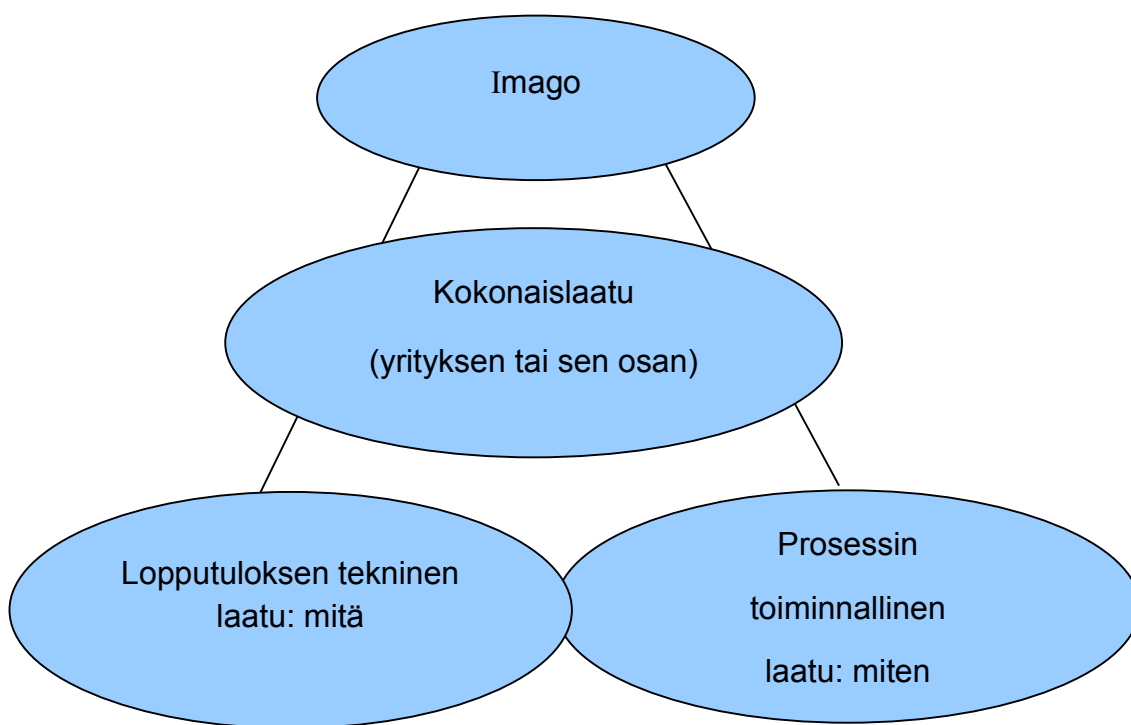 Imago
Kokonaislaatu
(yrityksen tai sen osan)
Lopputuloksen tekninen
laatu: mitä
Prosessin
toiminnallinen
laatu: miten